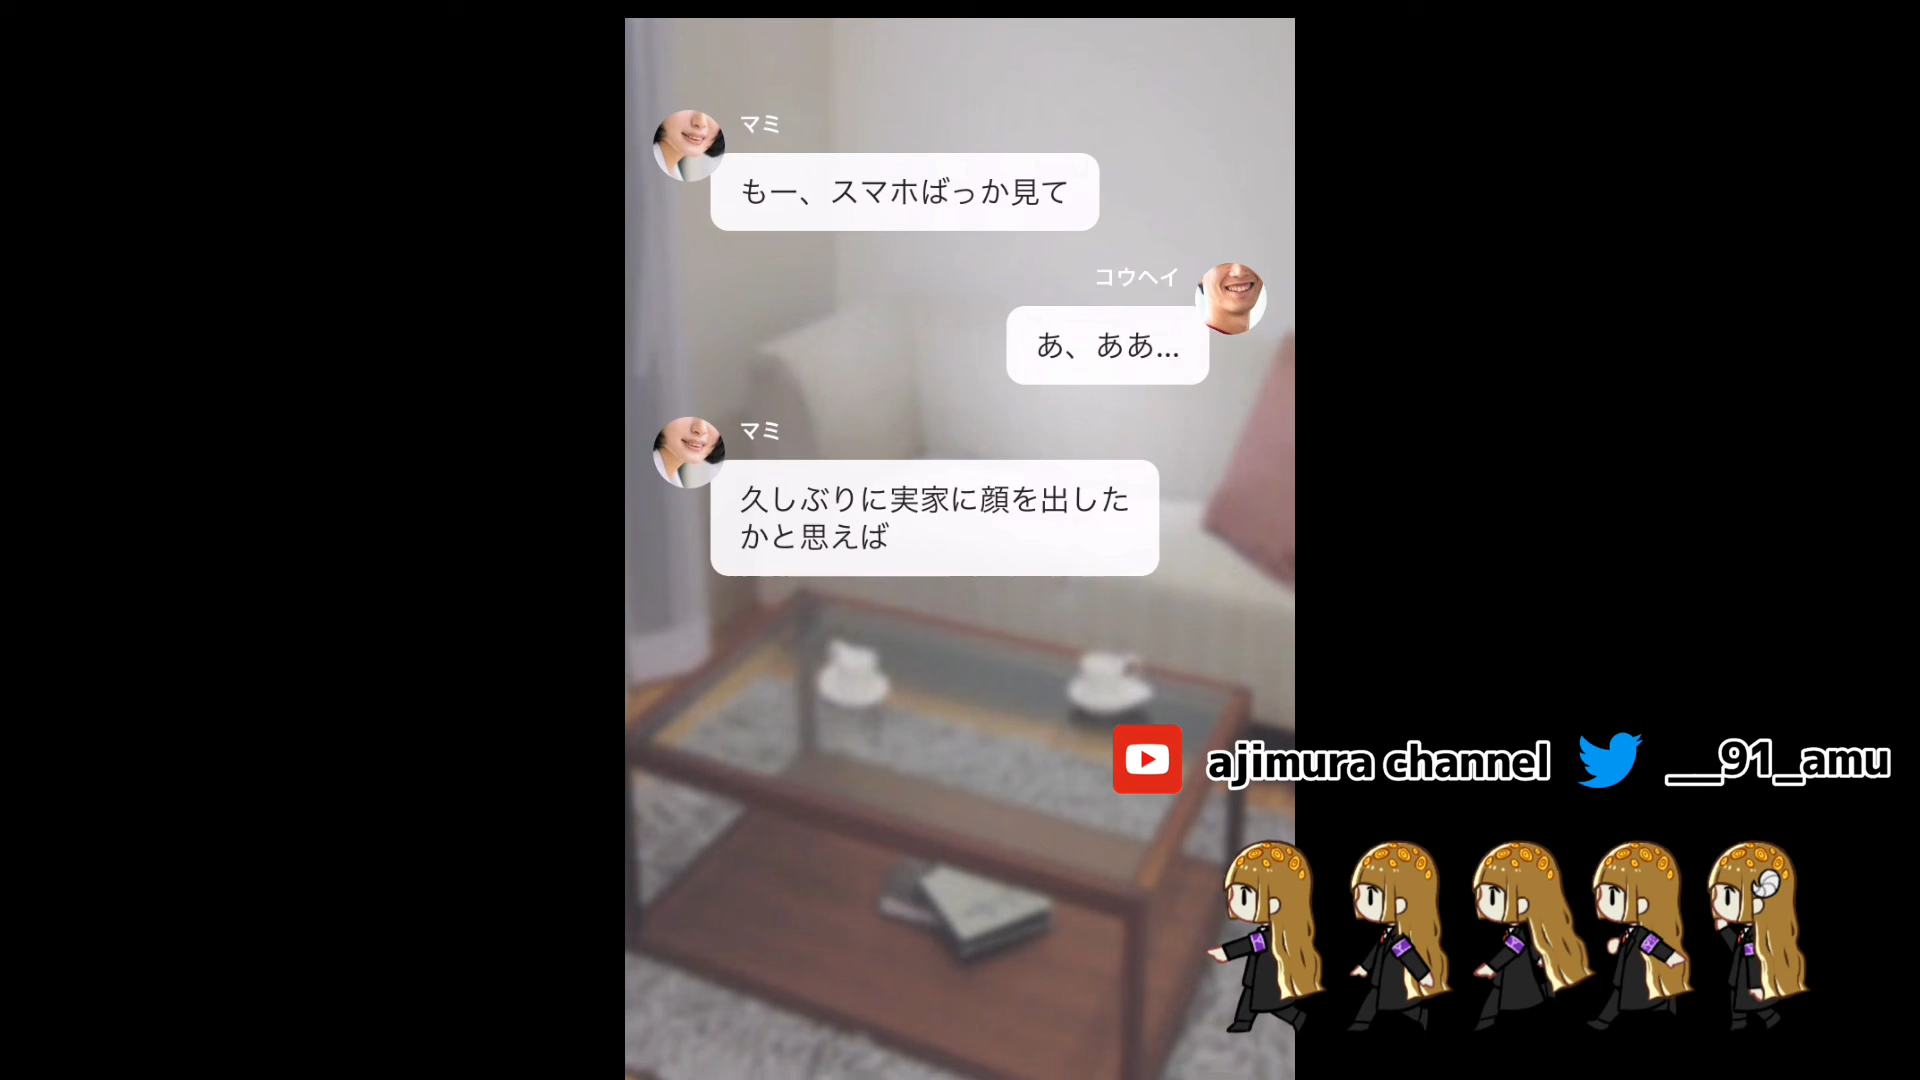 マミ
もー、スマホばっか見て
コウヘイ
あ、ああ...
マミ
久しぶりに実家に顔を出した
かと思えば
ajimura channel
__91_amu